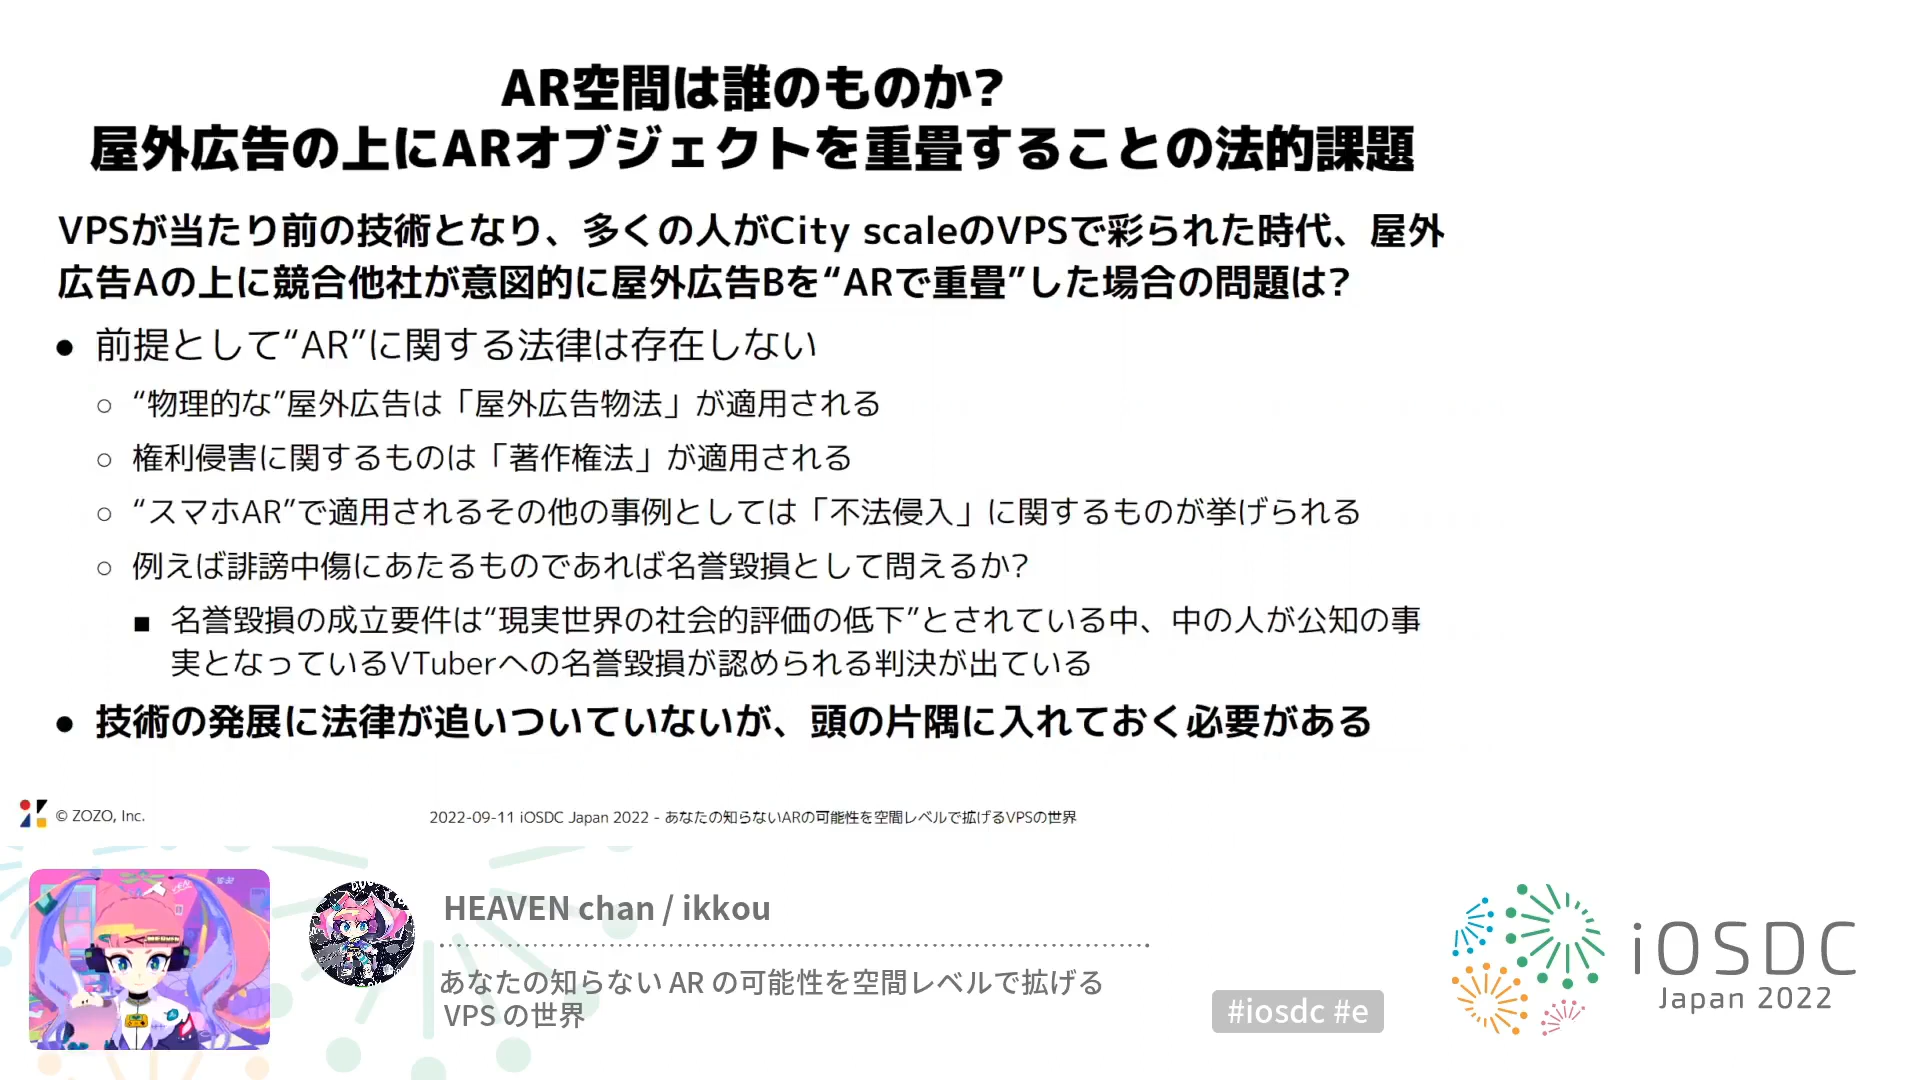 AR空間は誰のものか?
屋外広告の上にARオブジェクトを重畳することの法的課題
VPSが当たり前の技術となり、多くの人がCity scaleのVPSで彩られた時代、屋外
広告Aの上に競合他社が意図的に屋外広告Bを“ARで重畳”した場合の問題は?
● 前提として“AR”に関する法律は存在しない
○ “物理的な”屋外広告は「屋外広告物法」が適用される
○ 権利侵害に関するものは「著作権法」が適用される
○ “スマホAR”で適用されるその他の事例としては「不法侵入」に関するものが挙げられる
○ 例えば誹謗中傷にあたるものであれば名誉毀損として問えるか?
■ 名誉毀損の成立要件は“現実世界の社会的評価の低下”とされている中、中の人が公知の事
実となっているVTuberへの名誉毀損が認められる判決が出ている
● 技術の発展に法律が追いついていないが、頭の片隅に入れておく必要がある
© ZOZO, Inc.
2022-09-11 iOSDC Japan 2022 - あなたの知らないARの可能性を空間レベルで拡げるVPSの世界
HEAVEN chan / ikkou
あなたの知らない AR の可能性を空間レベルで拡げる
VPS の世界
#iosdc #e
iOSDC
Japan 2022